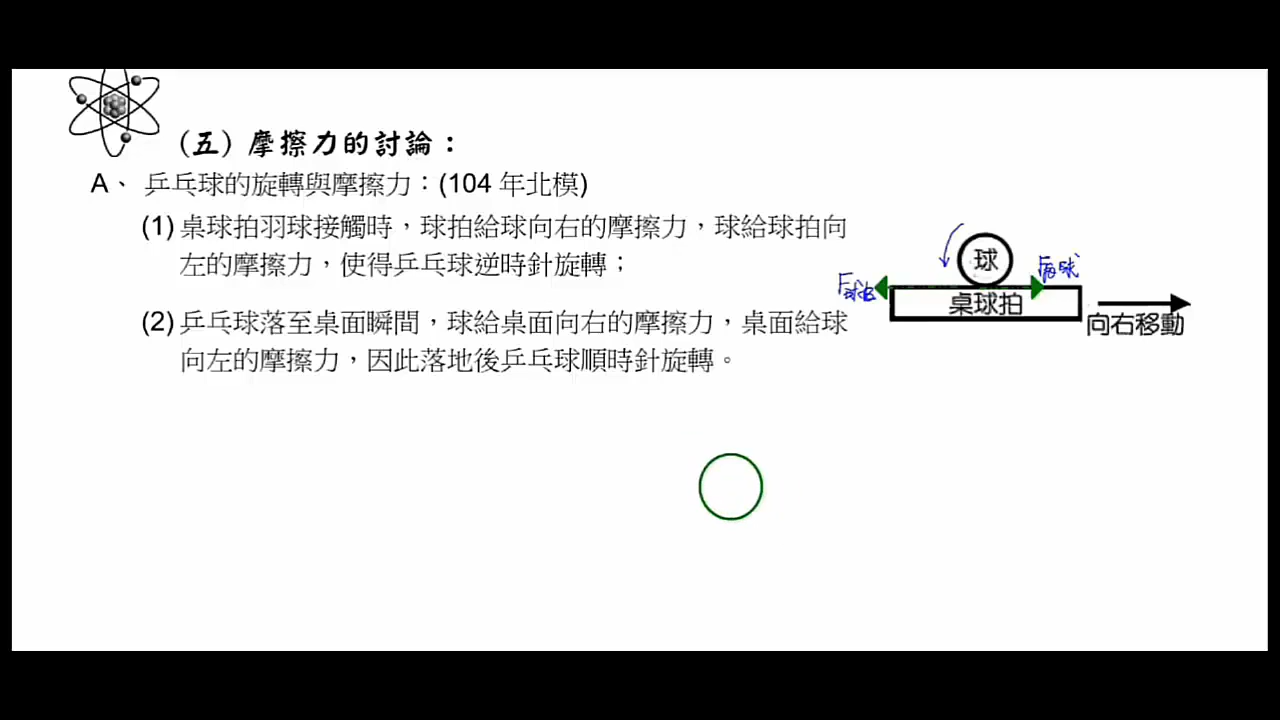 (五) 摩擦力的討論：
A、 乒乓球的旋轉與摩擦力：(104 年北模)
(1) 桌球拍羽球接觸時，球拍給球向右的摩擦力，球給球拍向
左的摩擦力，使得乒乓球逆時針旋轉；
(2) 乒乓球落至桌面瞬間，球給桌面向右的摩擦力，桌面給球
向左的摩擦力，因此落地後乒乓球順時針旋轉。
球
桌球拍
向右移動